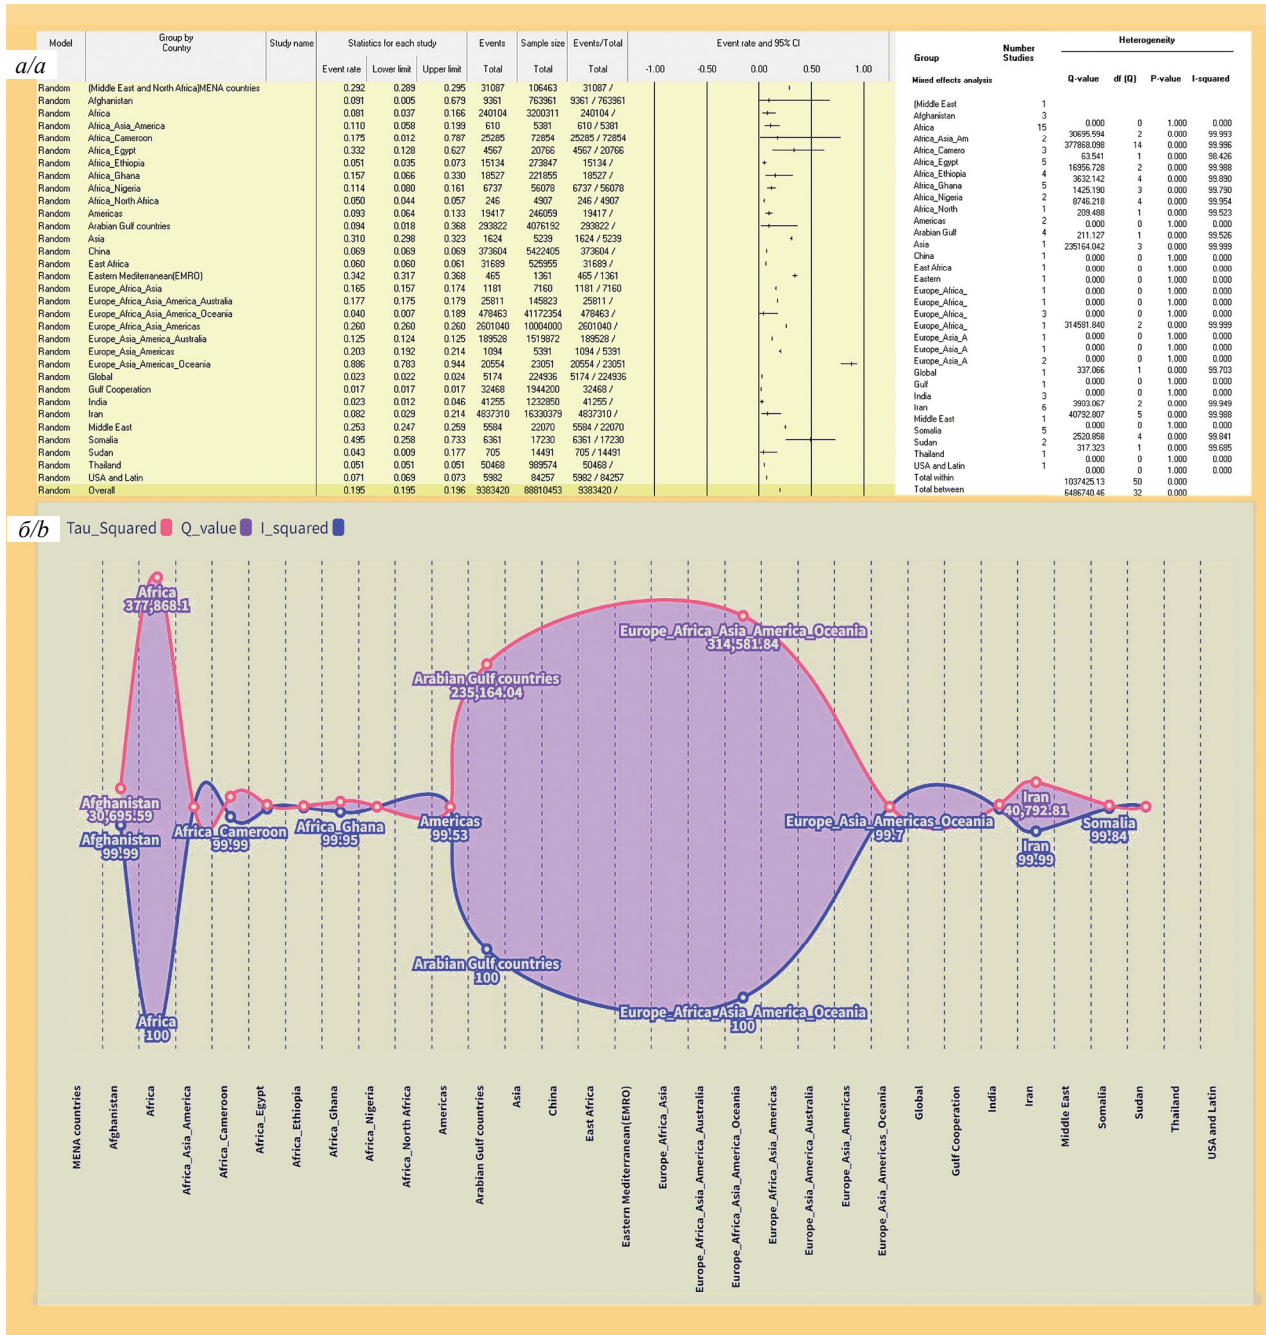 a/a
Model Group by Country Study name Statistics for each study Events Sample size Events/Total Event rate and 95% CI
Event rate Lower limit Upper limit Total Total Total -1.00 -0.50 0.00 0.50 1.00
Random (Middle East and North Africa)MENA countries 0.292 0.289 0.295 31087 106463 31087 /
Random Afghanistan 0.091 0.005 0.679 9361 763961 9361 / 763961
Random Africa 0.081 0.037 0.166 240104 3200311 240104 /
Random Africa_Asia_America 0.110 0.058 0.199 610 5381 610 / 5381
Random Africa_Cameroon 0.175 0.012 0.787 25285 72854 25285 / 72854
Random Africa_Egypt 0.332 0.128 0.627 4567 20766 4567 / 20766
Random Africa_Ethiopia 0.051 0.035 0.073 15134 273847 15134 /
Random Africa_Ghana 0.157 0.066 0.330 18527 221855 18527 /
Random Africa_Nigeria 0.114 0.080 0.161 6737 56078 6737 / 56078
Random Africa_North Africa 0.050 0.044 0.057 246 4907 246 / 4907
Random Americas 0.093 0.064 0.133 19417 246059 19417 /
Random Arabian Gulf countries 0.094 0.018 0.368 293822 4076192 293822 /
Random Asia 0.310 0.298 0.323 1624 5239 1624 / 5239
Random China 0.069 0.069 0.069 373604 5422405 373604 /
Random East Africa 0.060 0.060 0.061 31689 525955 31689 /
Random Eastern Mediterranean(EMRO) 0.342 0.317 0.368 465 1361 465 / 1361
Random Europe_Africa_Asia 0.165 0.157 0.174 1181 7160 1181 / 7160
Random Europe_Africa_Asia_America_Australia 0.177 0.175 0.179 25811 145823 25811 /
Random Europe_Africa_Asia_America_Oceania 0.040 0.007 0.189 478463 41172354 478463 /
Random Europe_Africa_Asia_Americas 0.260 0.260 0.260 2601040 10004000 2601040 /
Random Europe_Asia_America_Australia 0.125 0.124 0.125 189528 1519872 189528 /
Random Europe_Asia_Americas 0.203 0.192 0.214 1094 5391 1094 / 5391
Random Europe_Asia_Americas_Oceania 0.886 0.783 0.944 20554 23051 20554 / 23051
Random Global 0.023 0.022 0.024 5174 224936 5174 / 224936
Random Gulf Cooperation 0.017 0.017 0.017 32468 1944200 32468 /
Random India 0.023 0.012 0.046 41255 1232850 41255 /
Random Iran 0.082 0.029 0.214 4837310 16330379 4837310 /
Random Middle East 0.253 0.247 0.259 5584 22070 5584 / 22070
Random Somalia 0.495 0.258 0.733 6361 17230 6361 / 17230
Random Sudan 0.043 0.009 0.177 705 14491 705 / 14491
Random Thailand 0.051 0.051 0.051 50468 989574 50468 /
Random USA and Latin 0.071 0.069 0.073 5982 84257 5982 / 84257
Random Overall 0.195 0.195 0.196 9383420 88810453 9383420 /
Heterogeneity
Group Number Studies
Mixed effects analysis Q-value df (Q) P-value I-squared
(Middle East 1
Afghanistan 3
0.000 0 1.000 0.000
Africa 15
30695.594 2 0.000 99.993
Africa_Asia_Am 2
377868.098 14 0.000 99.996
Africa_Camero 3
63.541 1 0.000 98.426
Africa_Egypt 5
16956.728 2 0.000 99.988
Africa_Ethiopia 4
3632.142 4 0.000 99.890
Africa_Ghana 5
1425.190 3 0.000 99.790
Africa_Nigeria 2
8746.218 4 0.000 99.954
Africa_North 1
209.488 1 0.000 99.523
Americas 2
0.000 0 1.000 0.000
Arabian Gulf 4
211.127 1 0.000 99.526
Asia 1
235164.042 3 0.000 99.999
China 1
0.000 0 1.000 0.000
East Africa 1
0.000 0 1.000 0.000
Eastern 1
0.000 0 1.000 0.000
Europe_Africa_ 1
0.000 0 1.000 0.000
Europe_Africa_ 1
0.000 0 1.000 0.000
Europe_Africa_ 3
0.000 0 1.000 0.000
Europe_Africa_ 1
314581.840 2 0.000 99.999
Europe_Asia_A 1
0.000 0 1.000 0.000
Europe_Asia_A 1
0.000 0 1.000 0.000
Europe_Asia_A 2
0.000 0 1.000 0.000
Global 1
337.066 1 0.000 99.703
Gulf 1
0.000 0 1.000 0.000
India 3
0.000 0 1.000 0.000
Iran 6
3903.067 2 0.000 99.949
Middle East 1
40792.807 5 0.000 99.988
Somalia 5
0.000 0 1.000 0.000
Sudan 2
2520.858 4 0.000 99.841
Thailand 1
317.323 1 0.000 99.685
USA and Latin 1
0.000 0 1.000 0.000
Total within
0.000 0 1.000 0.000
1037425.13 50 0.000
Total between
6486740.46 32 0.000
б/b
Tau_Squared Q_value I_squared
Africa
377,868.1
Europe_Africa_Asia_America_Oceania
314,581.84
Arabian Gulf countries
235,164.04
Afghanistan
30,695.59
Iran
40,792.81
Afghanistan
99.99
Africa_Cameroon
99.99
Africa_Ghana
99.95
Americas
99.53
Europe_Asia_Americas_Oceania
99.7
Iran
99.99
Somalia
99.84
Arabian Gulf countries
100
Europe_Africa_Asia_America_Oceania
100
Africa
100
MENA countries
Afghanistan
Africa
Africa_Asia_America
Africa_Cameroon
Africa_Egypt
Africa_Ethiopia
Africa_Ghana
Africa_Nigeria
Africa_North Africa
Americas
Arabian Gulf countries
Asia
China
East Africa
Eastern Mediterranean(EMRO)
Europe_Africa_Asia
Europe_Africa_Asia_America_Australia
Europe_Africa_Asia_America_Oceania
Europe_Africa_Asia_Americas
Europe_Asia_America_Australia
Europe_Asia_Americas
Europe_Asia_Americas_Oceania
Global
Gulf Cooperation
India
Iran
Middle East
Somalia
Sudan
Thailand
USA and Latin